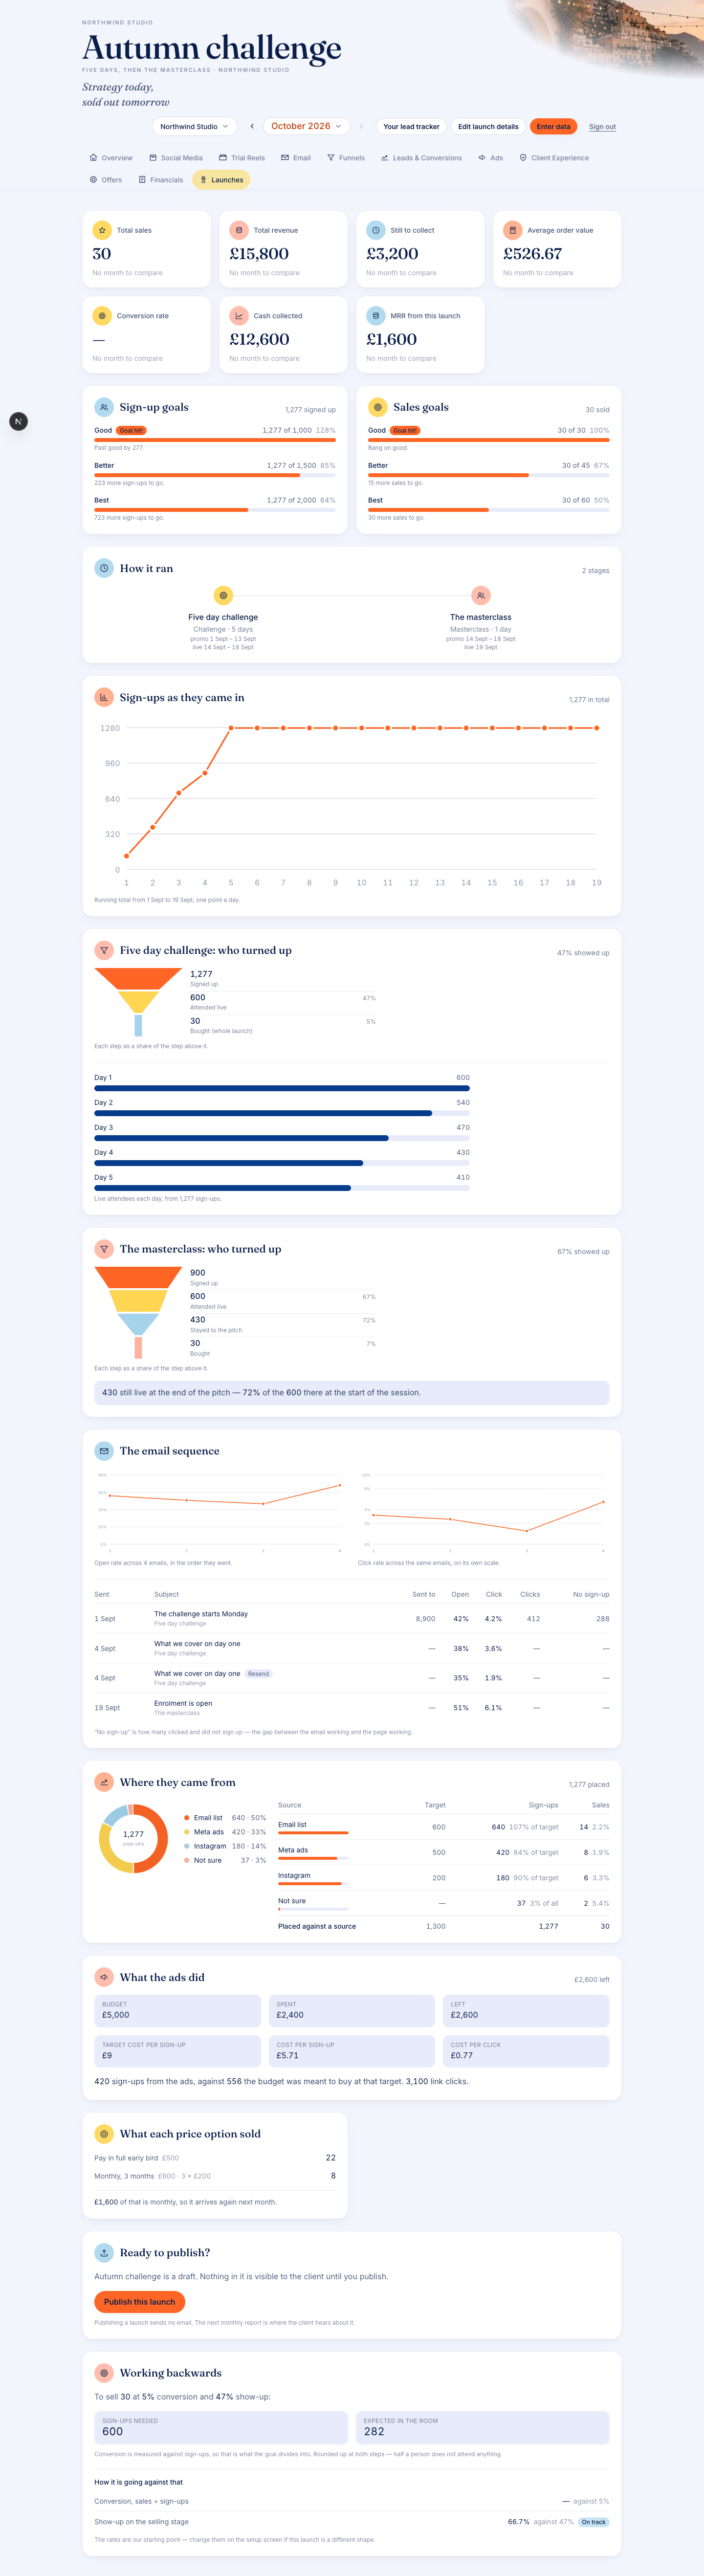 NORTHWIND STUDIO
Autumn challenge
FIVE DAYS, THEN THE MASTERCLASS · NORTHWIND STUDIO
Strategy today,
sold out tomorrow
Northwind Studio
October 2026
Your lead tracker
Edit launch details
Enter data
Sign out
Overview
Social Media
Trial Reels
Email
Funnels
Leads & Conversions
Ads
Client Experience
Offers
Financials
Launches
Total sales
30
No month to compare
Total revenue
£15,800
No month to compare
Still to collect
£3,200
No month to compare
Average order value
£526.67
No month to compare
Conversion rate
—
No month to compare
Cash collected
£12,600
No month to compare
MRR from this launch
£1,600
No month to compare
N
Sign-up goals
1,277 signed up
Good Goal hit! 1,277 of 1,000 128%
Past good by 277.
Better 1,277 of 1,500 85%
223 more sign-ups to go.
Best 1,277 of 2,000 64%
723 more sign-ups to go.
Sales goals
30 sold
Good Goal hit! 30 of 30 100%
Bang on good.
Better 30 of 45 67%
15 more sales to go.
Best 30 of 60 50%
30 more sales to go.
How it ran
2 stages
Five day challenge
Challenge · 5 days
promo 1 Sept – 13 Sept
live 14 Sept – 18 Sept
The masterclass
Masterclass · 1 day
promo 14 Sept – 18 Sept
live 19 Sept
Sign-ups as they came in
1,277 in total
1280
960
640
320
0
1 2 3 4 5 6 7 8 9 10 11 12 13 14 15 16 17 18 19
Running total from 1 Sept to 19 Sept, one point a day.
Five day challenge: who turned up
47% showed up
1,277
Signed up
600 47%
Attended live
30 5%
Bought (whole launch)
Each step as a share of the step above it.
Day 1 600
Day 2 540
Day 3 470
Day 4 430
Day 5 410
Live attendees each day, from 1,277 sign-ups.
The masterclass: who turned up
67% showed up
900
Signed up
600 67%
Attended live
430 72%
Stayed to the pitch
30 7%
Bought
Each step as a share of the step above it.
430 still live at the end of the pitch — 72% of the 600 there at the start of the session.
The email sequence
Open rate across 4 emails, in the order they went.
Click rate across the same emails, on its own scale.
Sent Subject Sent to Open Click Clicks No sign-up
1 Sept The challenge starts Monday 8,900 42% 4.2% 412 288
Five day challenge
4 Sept What we cover on day one — 38% 3.6% — —
Five day challenge
4 Sept What we cover on day one Resend — 35% 1.9% — —
Five day challenge
19 Sept Enrolment is open — 51% 6.1% — —
The masterclass
"No sign-up" is how many clicked and did not sign up — the gap between the email working and the page working.
Where they came from
1,277 placed
1,277
SIGN-UPS
Email list 640 · 50%
Meta ads 420 · 33%
Instagram 180 · 14%
Not sure 37 · 3%
Source Target Sign-ups Sales
Email list 600 640 107% of target 14 2.2%
Meta ads 500 420 84% of target 8 1.9%
Instagram 200 180 90% of target 6 3.3%
Not sure — 37 3% of all 2 5.4%
Placed against a source 1,300 1,277 30
What the ads did
£2,600 left
BUDGET
£5,000
SPENT
£2,400
LEFT
£2,600
TARGET COST PER SIGN-UP
£9
COST PER SIGN-UP
£5.71
COST PER CLICK
£0.77
420 sign-ups from the ads, against 556 the budget was meant to buy at that target. 3,100 link clicks.
What each price option sold
Pay in full early bird £500 22
Monthly, 3 months £600 · 3 × £200 8
£1,600 of that is monthly, so it arrives again next month.
Ready to publish?
Autumn challenge is a draft. Nothing in it is visible to the client until you publish.
Publish this launch
Publishing a launch sends no email. The next monthly report is where the client hears about it.
Working backwards
To sell 30 at 5% conversion and 47% show-up:
SIGN-UPS NEEDED
600
EXPECTED IN THE ROOM
282
Conversion is measured against sign-ups, so that is what the goal divides into. Rounded up at both steps — half a person does not attend anything.
How it is going against that
Conversion, sales ÷ sign-ups — against 5%
Show-up on the selling stage 66.7% against 47% On track
The rates are our starting point — change them on the setup screen if this launch is a different shape.